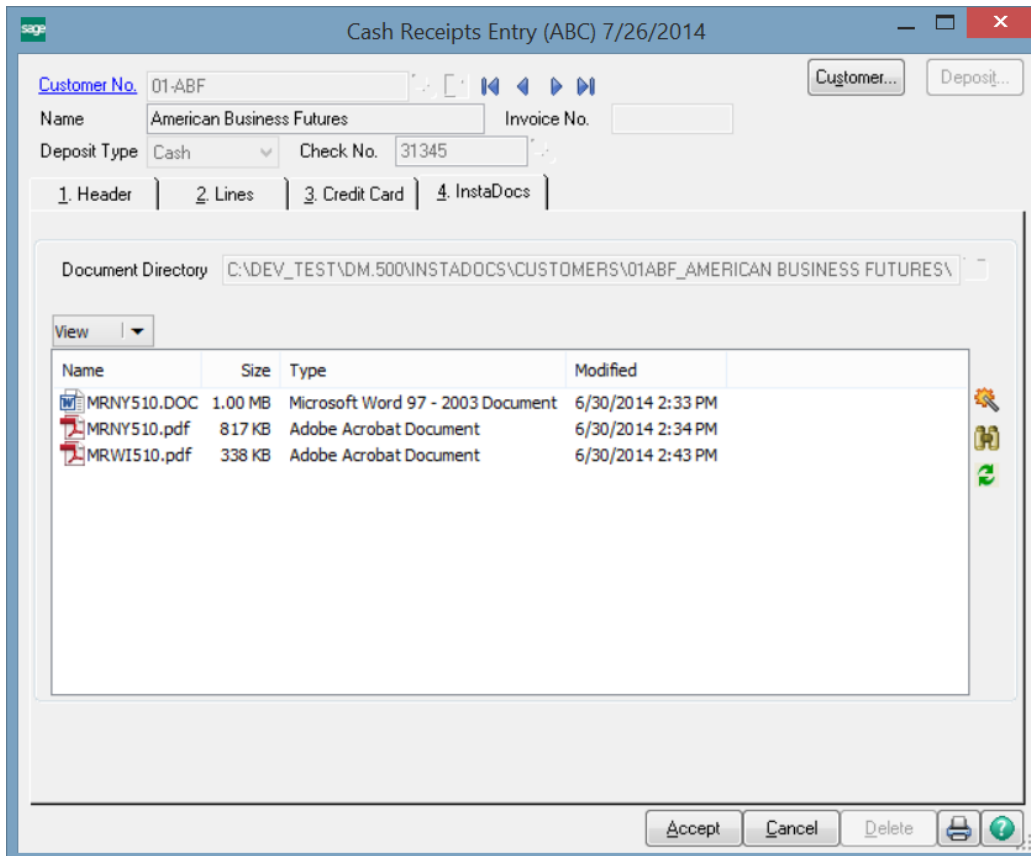 sage
Cash Receipts Entry (ABC) 7/26/2014
Customer No. 01-ABF Customer... Deposit...
Name American Business Futures Invoice No.
Deposit Type Cash Check No. 31345
1. Header 2. Lines 3. Credit Card 4. InstaDocs
Document Directory C:\DEV_TEST\DM.500\INSTADOCS\CUSTOMERS\01ABF_AMERICAN BUSINESS FUTURES\
View
Name Size Type Modified
MRNY510.DOC 1.00 MB Microsoft Word 97 - 2003 Document 6/30/2014 2:33 PM
MRNY510.pdf 817 KB Adobe Acrobat Document 6/30/2014 2:34 PM
MRWI510.pdf 338 KB Adobe Acrobat Document 6/30/2014 2:43 PM
Accept Cancel Delete